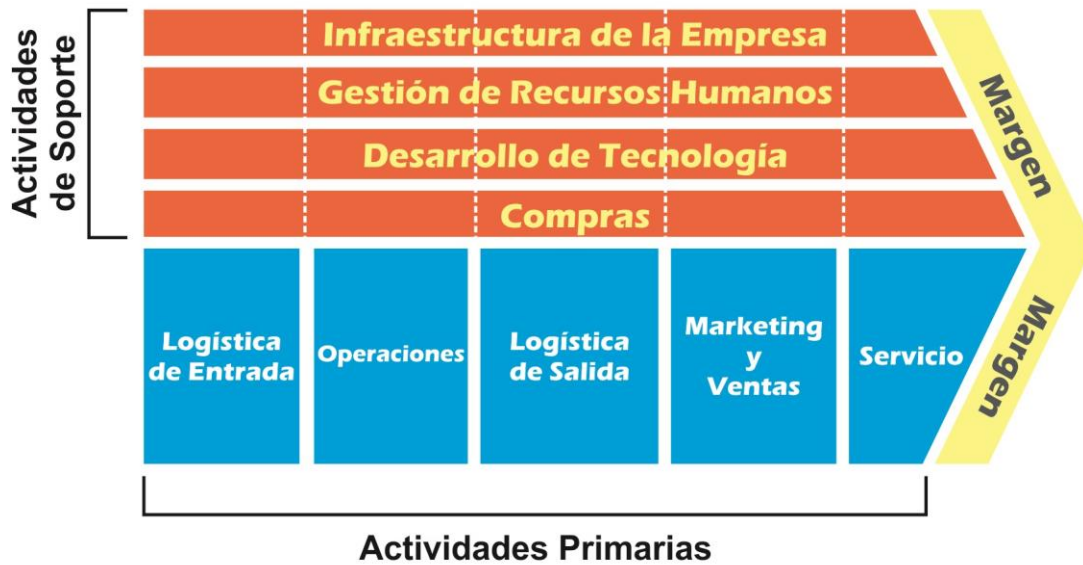 Actividades
de Soporte
Infraestructura de la Empresa
Gestión de Recursos Humanos
Desarrollo de Tecnología
Compras
Margen
Logística
de Entrada
Operaciones
Logística
de Salida
Marketing
y
Ventas
Servicio
Margen
Actividades Primarias